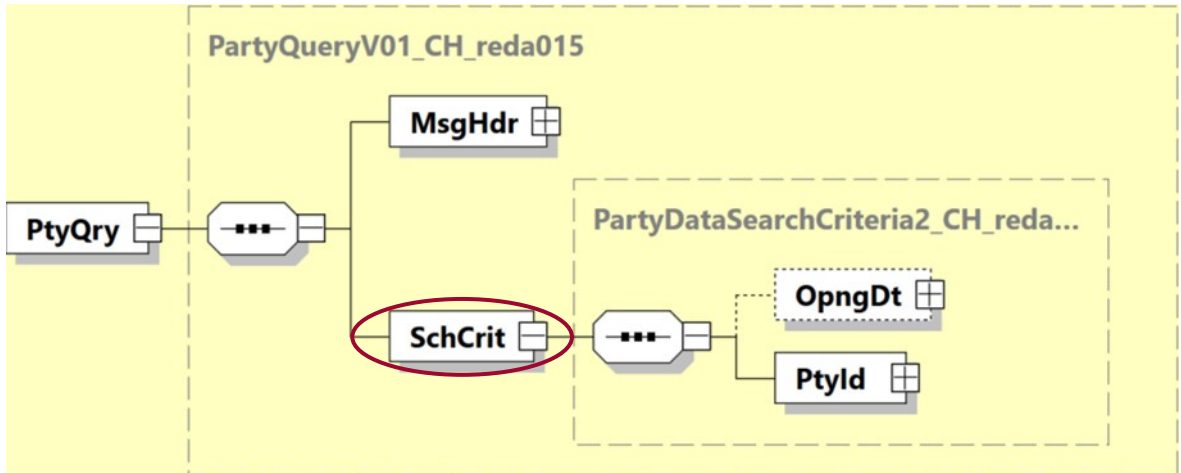 PartyQueryV01_CH_reda015
MsgHdr
PartyDataSearchCriteria2_CH_reda...
PtyQry
OpngDt
SchCrit
PtyId